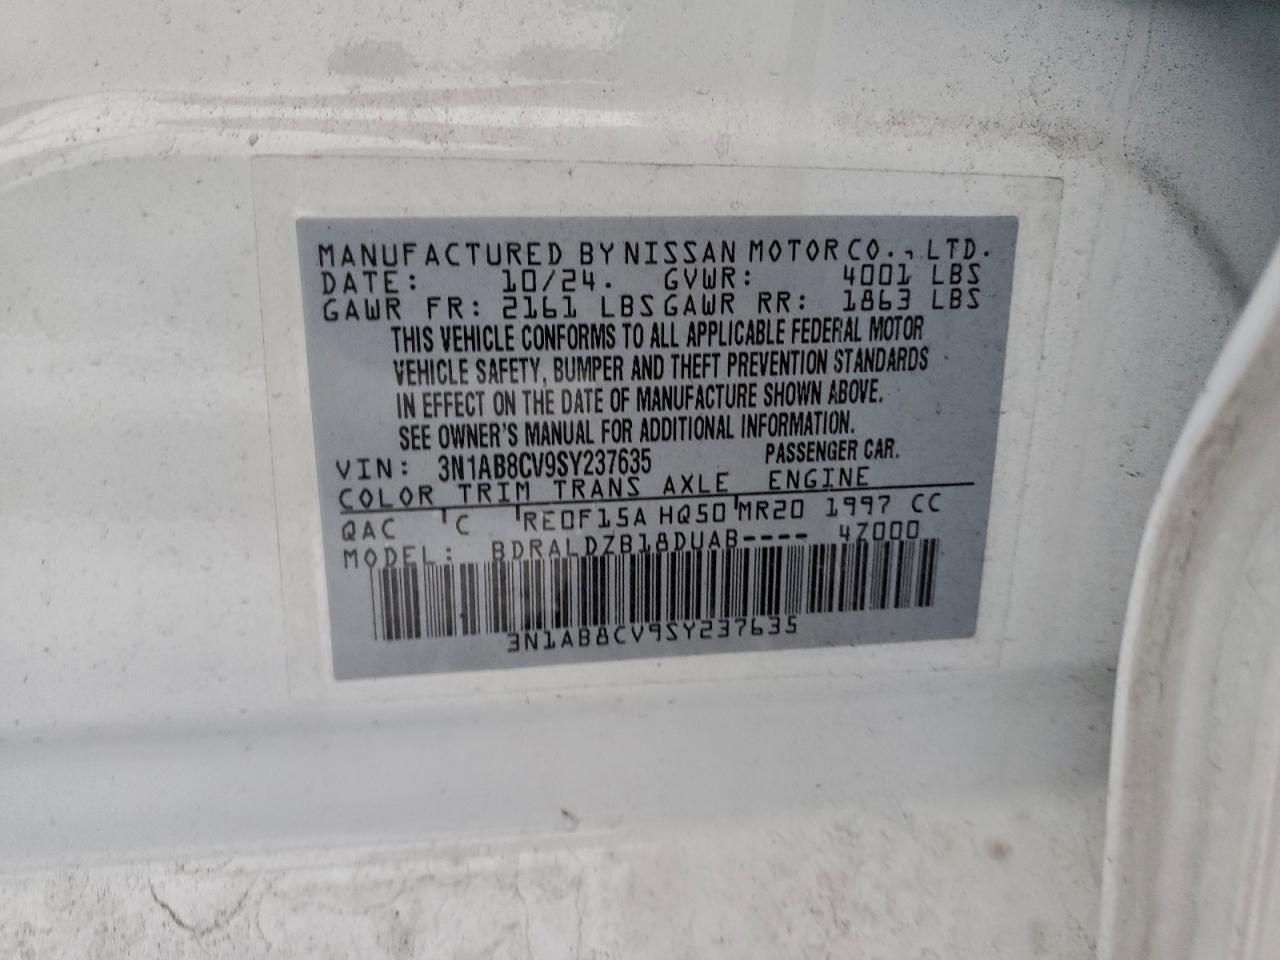 MANUFACTURED BY NISSAN MOTOR CO., LTD.
DATE: 10/24. GVWR: 4001 LBS
GAWR FR: 2161 LBS GAWR RR: 1863 LBS
THIS VEHICLE CONFORMS TO ALL APPLICABLE FEDERAL MOTOR
VEHICLE SAFETY, BUMPER AND THEFT PREVENTION STANDARDS
IN EFFECT ON THE DATE OF MANUFACTURE SHOWN ABOVE.
SEE OWNER'S MANUAL FOR ADDITIONAL INFORMATION.
VIN: 3N1AB8CV9SY237635 PASSENGER CAR.
COLOR TRIM TRANS AXLE ENGINE
QAC C RE0F15A HQ50 MR20 1997 CC
MODEL: BDRALDZB18DUAB---- 4Z000
3N1AB8CV9SY237635